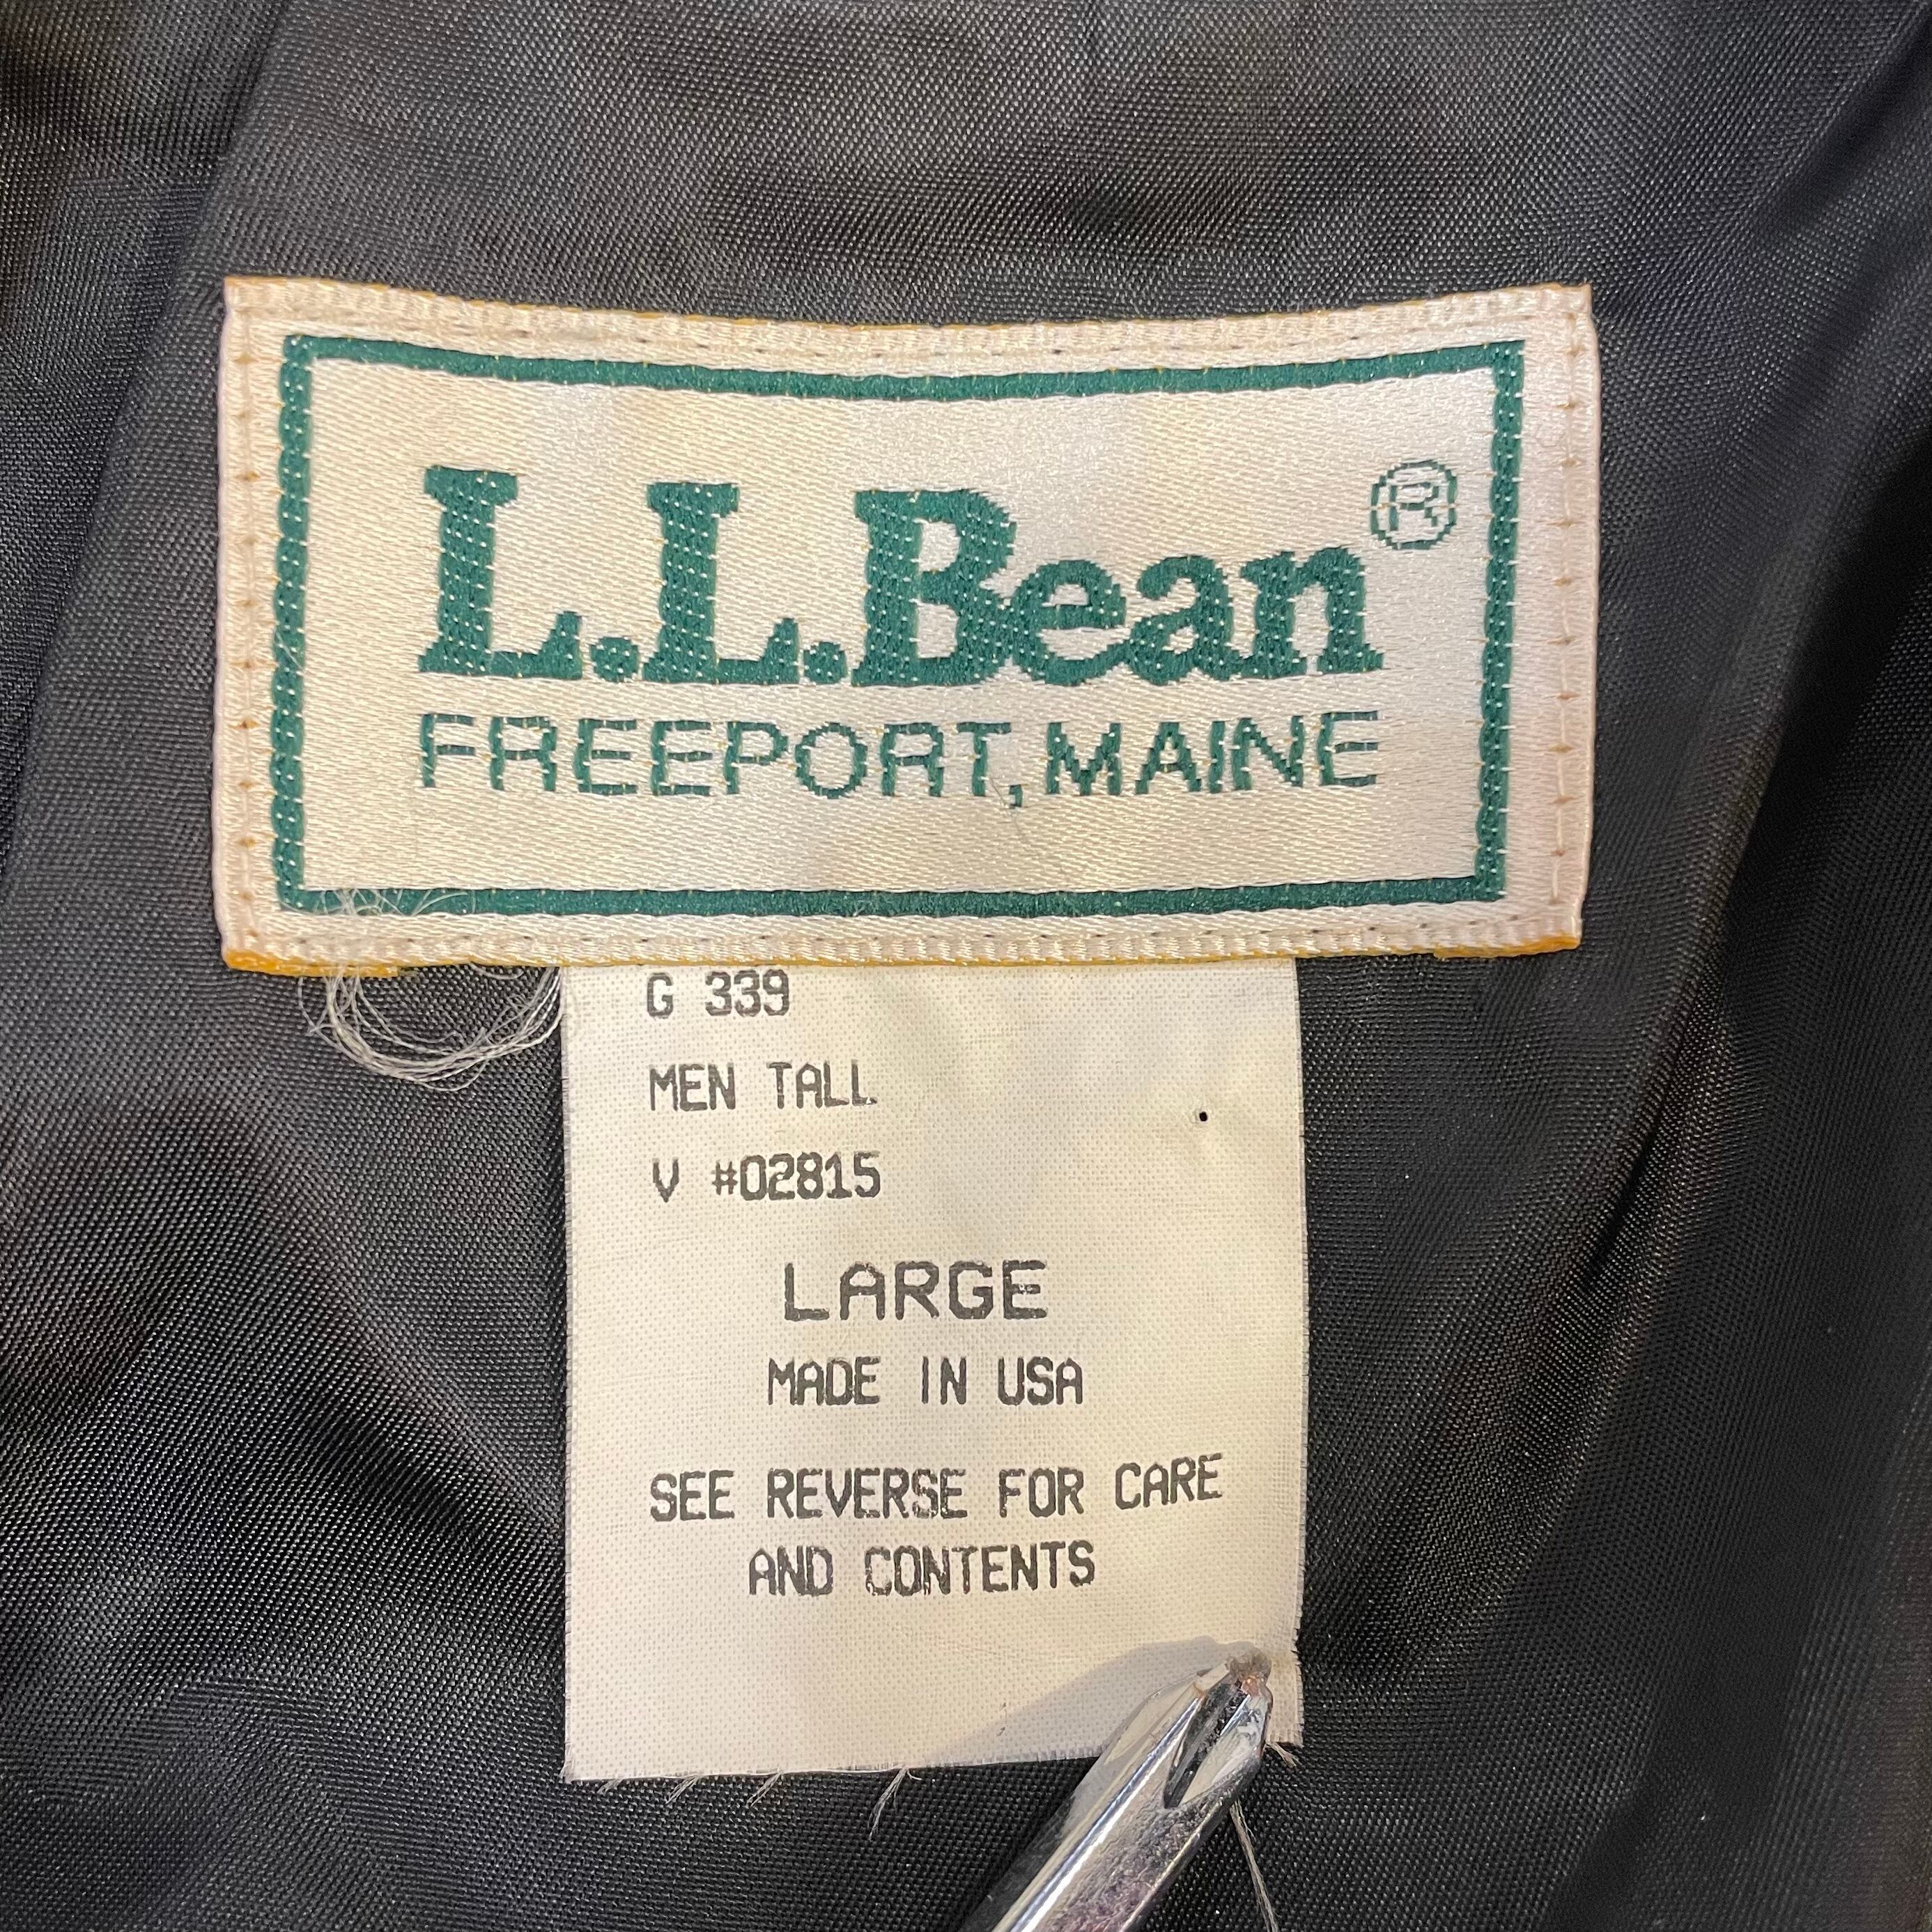 L.L.Bean®
FREEPORT, MAINE
G 339
MEN TALL
V #02815
LARGE
MADE IN USA
SEE REVERSE FOR CARE
AND CONTENTS